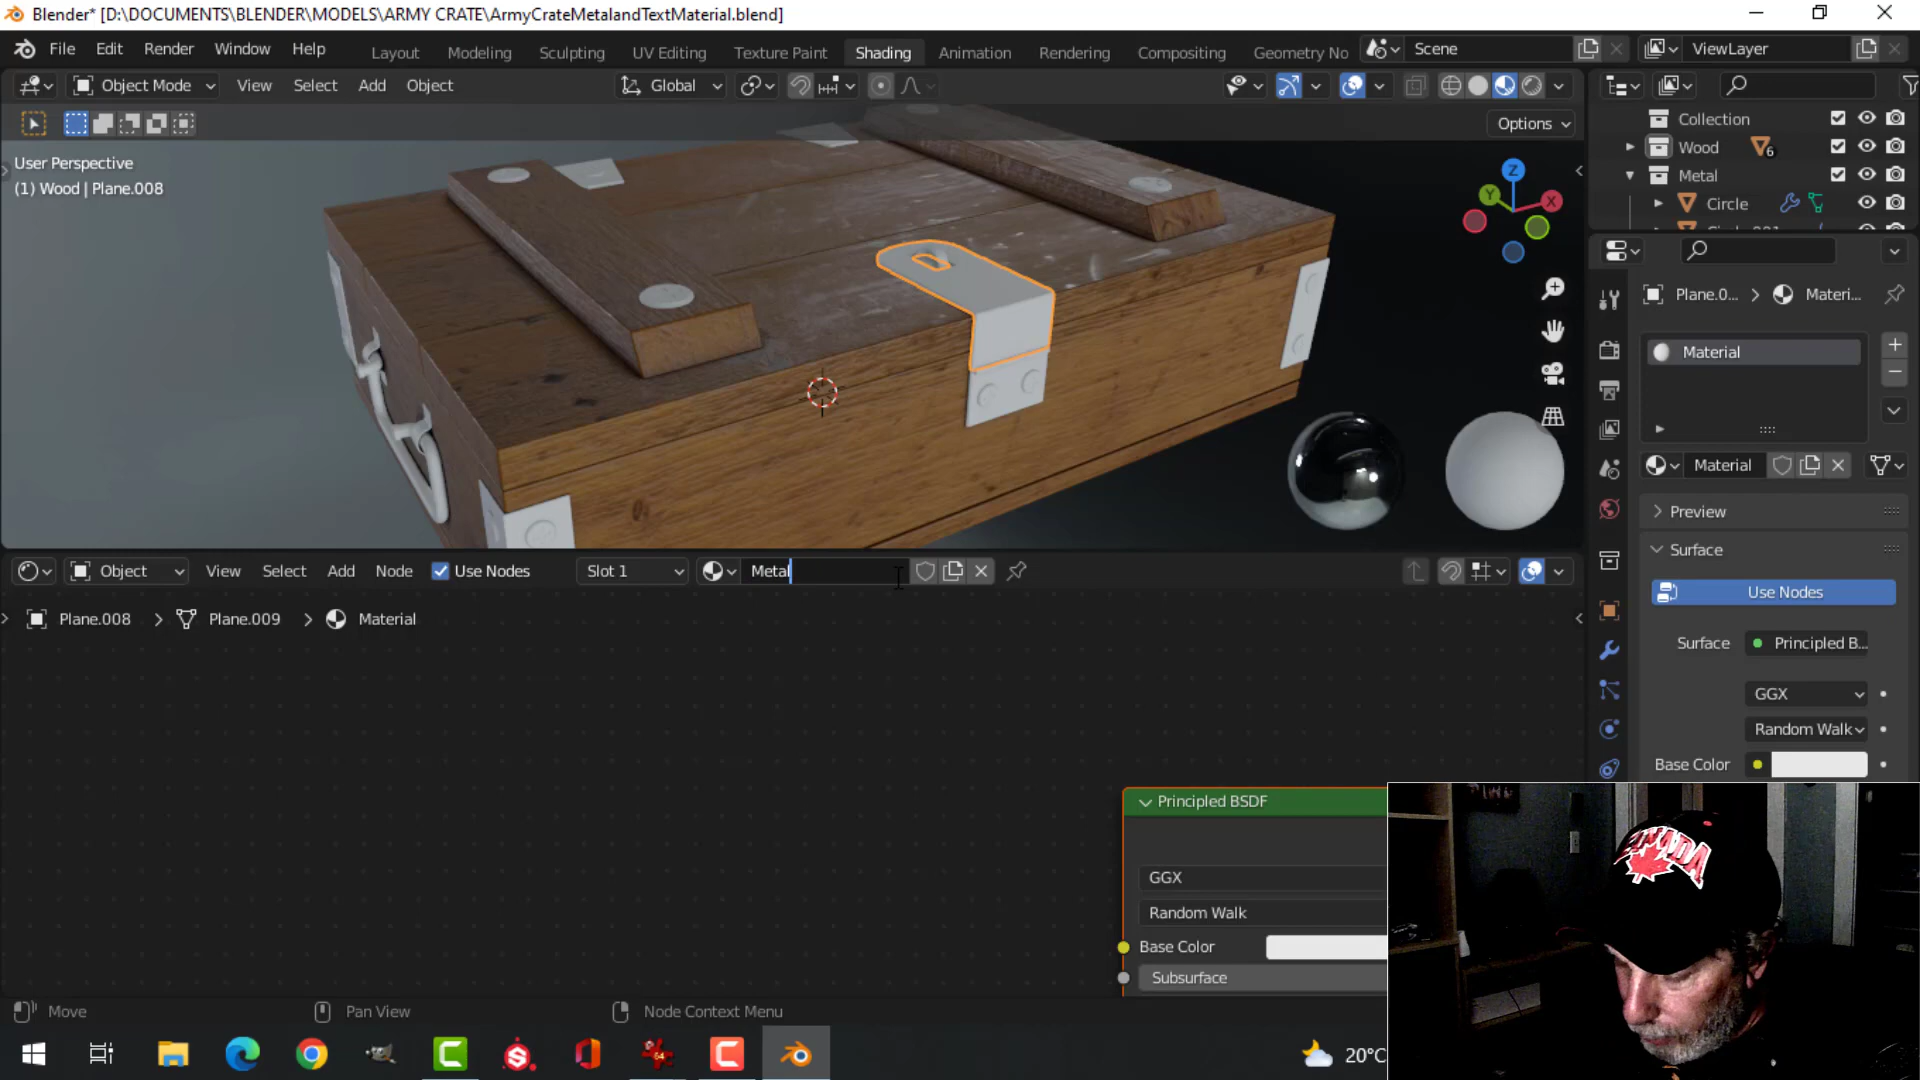 Blender* [D:\DOCUMENTS\BLENDER\MODELS\ARMY CRATE\ArmyCrateMetalandTextMaterial.blend]
File Edit Render Window Help Layout Modeling Sculpting UV Editing Texture Paint Shading Animation Rendering Compositing Geometry No Scene ViewLayer
Object Mode View Select Add Object Global
Options
Collection
User Perspective
(1) Wood | Plane.008
Wood 6
Metal
Circle
Z
Y
X
Plane.0... > Materi...
Material
Material
Preview
Surface
Object View Select Add Node Use Nodes Slot 1 Metal
Use Nodes
Plane.008 > Plane.009 > Material
Surface Principled B...
GGX
Random Walk
Base Color
Principled BSDF
GGX
Random Walk
Base Color
Subsurface
CANADA
Move Pan View Node Context Menu
20°C